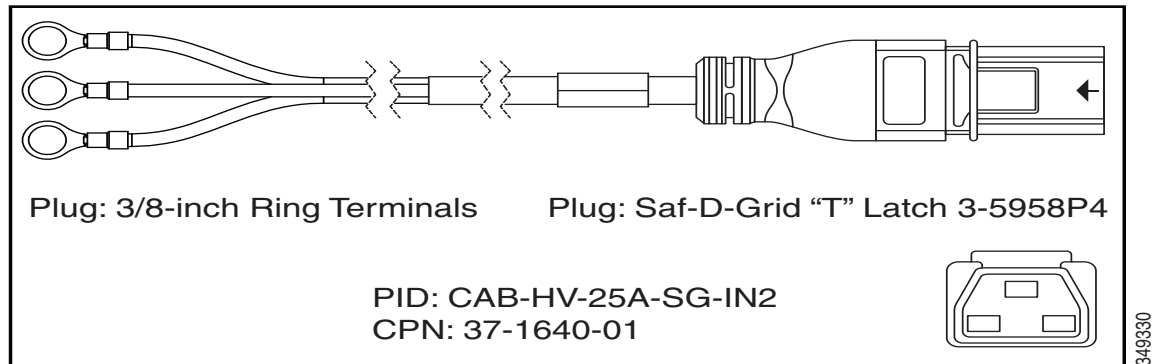 Plug: 3/8-inch Ring Terminals
Plug: Saf-D-Grid “T” Latch 3-5958P4
PID: CAB-HV-25A-SG-IN2
CPN: 37-1640-01
349330